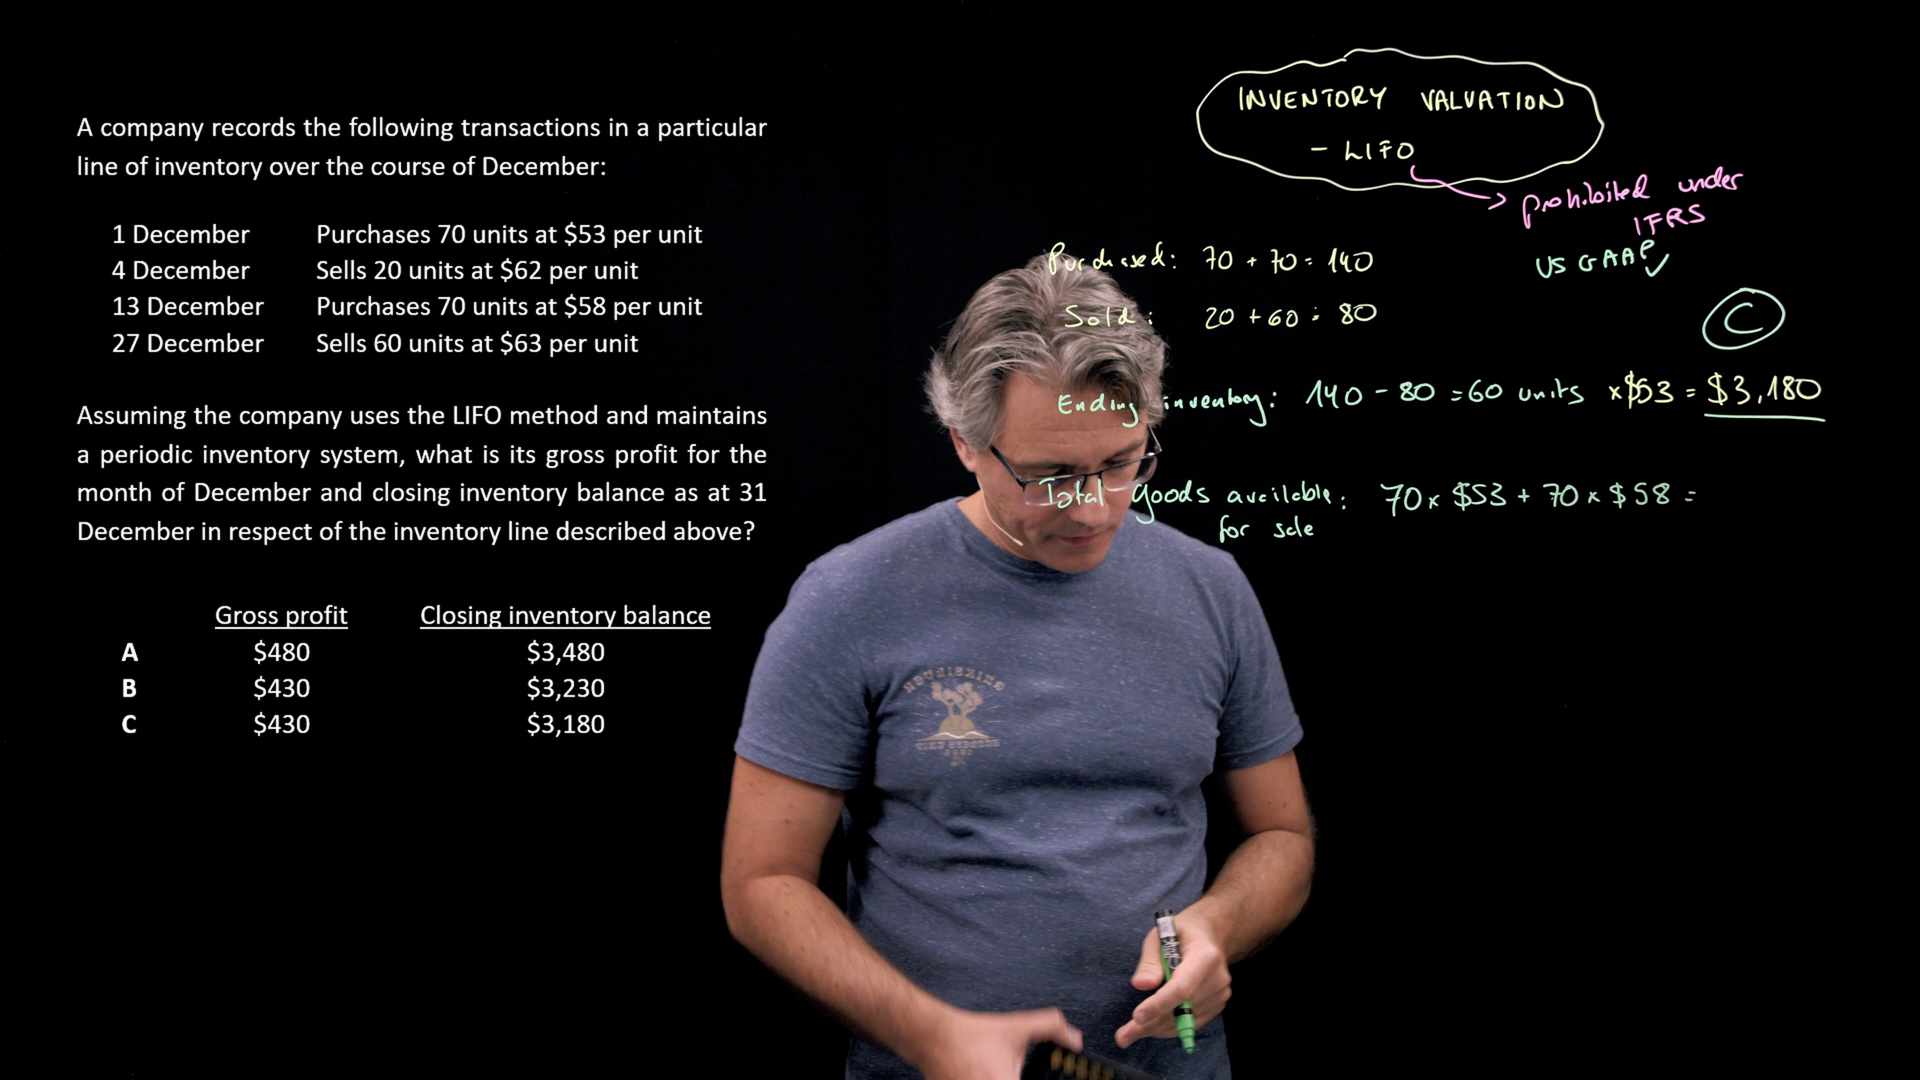 A company records the following transactions in a particular
line of inventory over the course of December:
1 December Purchases 70 units at $53 per unit
4 December Sells 20 units at $62 per unit
13 December Purchases 70 units at $58 per unit
27 December Sells 60 units at $63 per unit
Assuming the company uses the LIFO method and maintains
a periodic inventory system, what is its gross profit for the
month of December and closing inventory balance as at 31
December in respect of the inventory line described above?
Gross profit Closing inventory balance
A $480 $3,480
B $430 $3,230
C $430 $3,180
INVENTORY VALUATION
- LIFO
prohibited under
IFRS
US GAAP ✓
Purchased: 70 + 70 = 140
Sold: 20 + 60 = 80
C
Ending inventory: 140 - 80 = 60 units × $53 = $3,180
Total goods available: 70 × $53 + 70 × $58 =
for sale